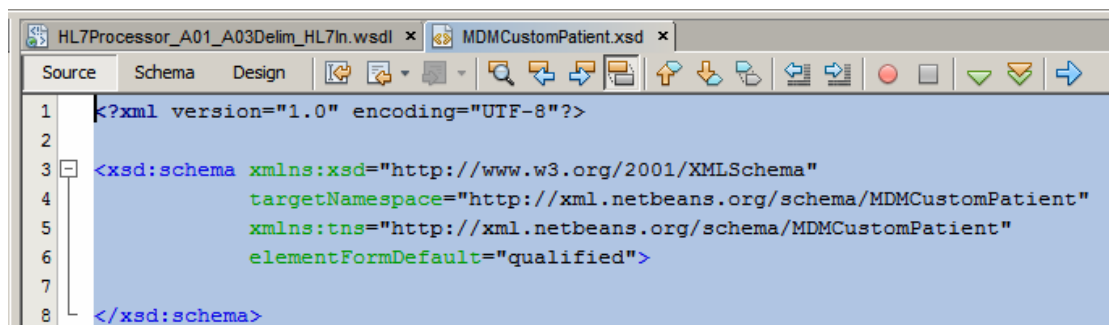 HL7Processor_A01_A03Delim_HL7In.wsdl × MDMCustomPatient.xsd ×
Source Schema Design
1 <?xml version="1.0" encoding="UTF-8"?>
2
3 <xsd:schema xmlns:xsd="http://www.w3.org/2001/XMLSchema"
4 targetNamespace="http://xml.netbeans.org/schema/MDMCustomPatient"
5 xmlns:tns="http://xml.netbeans.org/schema/MDMCustomPatient"
6 elementFormDefault="qualified">
7
8 </xsd:schema>